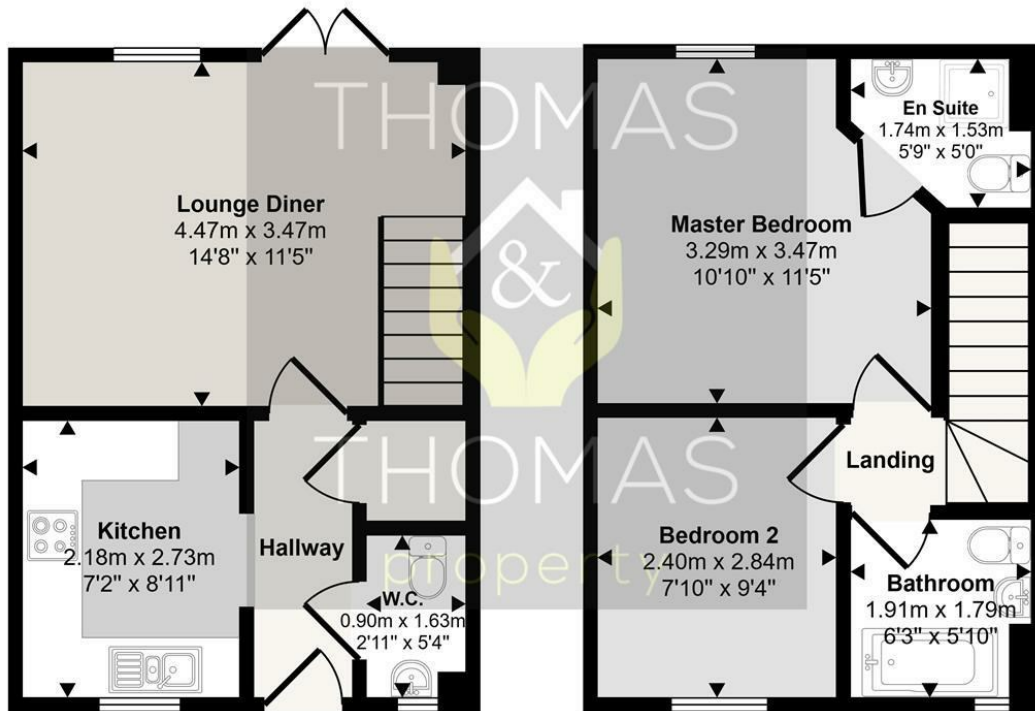 THOMAS
&
THOMAS
property
Lounge Diner
4.47m x 3.47m
14'8" x 11'5"
Kitchen
2.18m x 2.73m
7'2" x 8'11"
Hallway
W.C.
0.90m x 1.63m
2'11" x 5'4"
Master Bedroom
3.29m x 3.47m
10'10" x 11'5"
En Suite
1.74m x 1.53m
5'9" x 5'0"
Landing
Bedroom 2
2.40m x 2.84m
7'10" x 9'4"
Bathroom
1.91m x 1.79m
6'3" x 5'10"